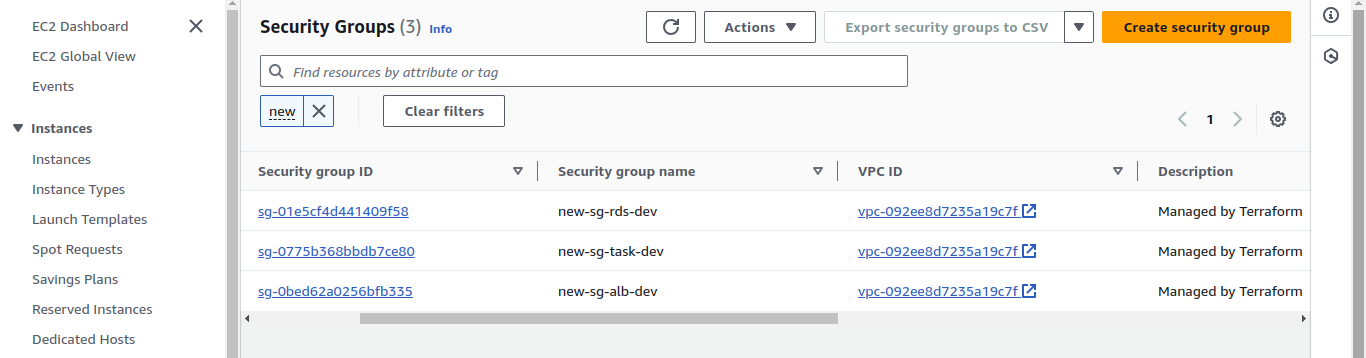 EC2 Dashboard
EC2 Global View
Events
Instances
Instances
Instance Types
Launch Templates
Spot Requests
Savings Plans
Reserved Instances
Dedicated Hosts
Security Groups (3) Info
Actions
Export security groups to CSV
Create security group
Find resources by attribute or tag
new
Clear filters
1
Security group ID Security group name VPC ID Description
sg-01e5cf4d441409f58 new-sg-rds-dev vpc-092ee8d7235a19c7f Managed by Terraform
sg-0775b368bbdb7ce80 new-sg-task-dev vpc-092ee8d7235a19c7f Managed by Terraform
sg-0bed62a0256bfb335 new-sg-alb-dev vpc-092ee8d7235a19c7f Managed by Terraform